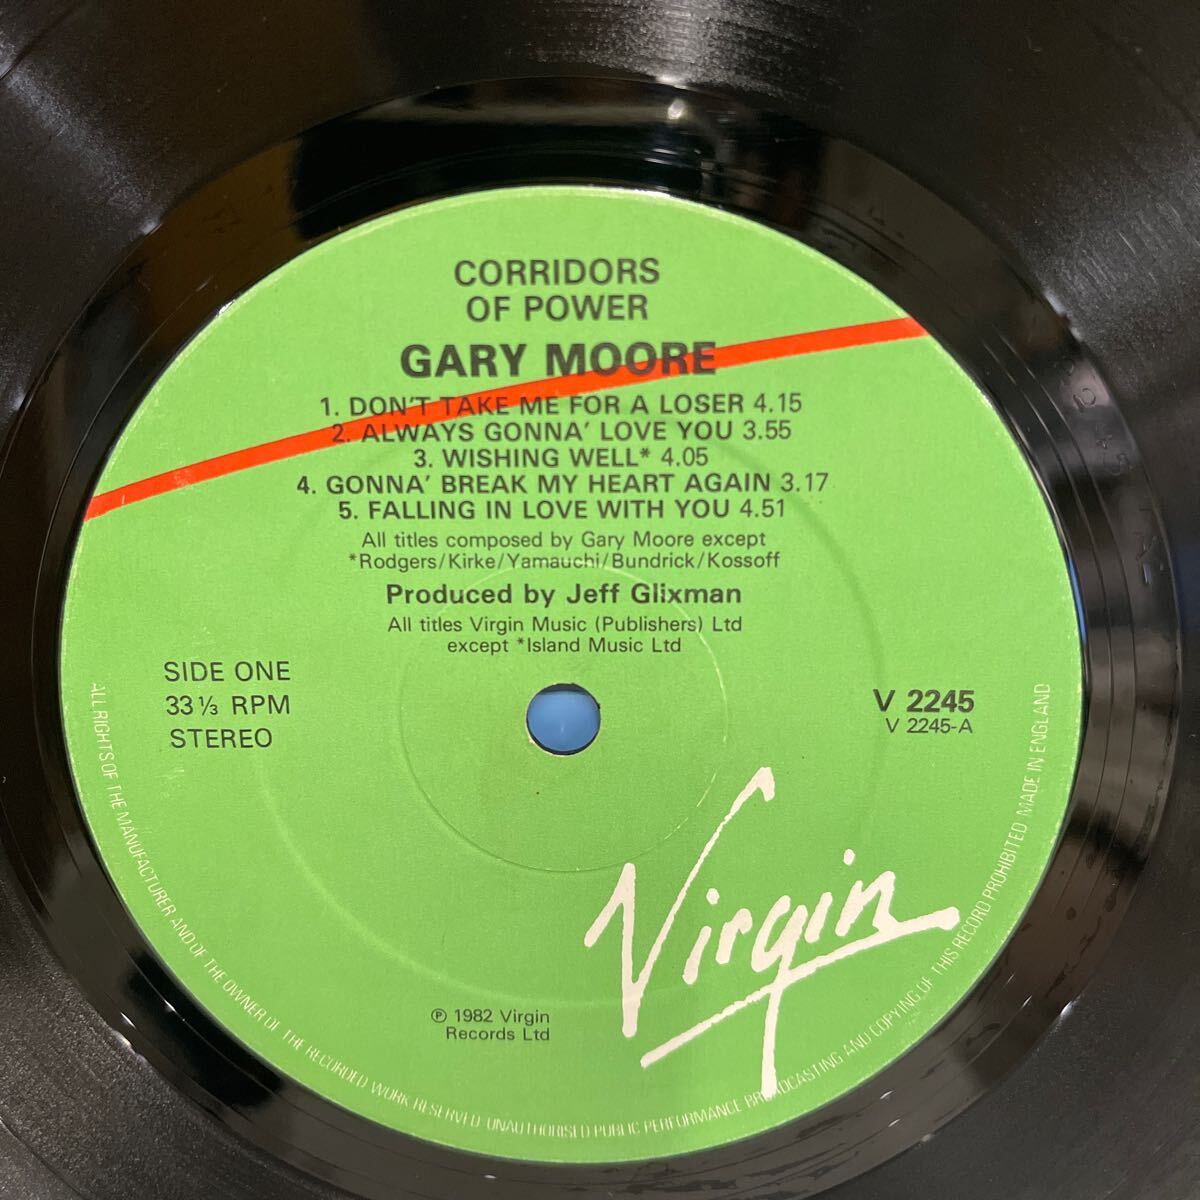 CORRIDORS
OF POWER
GARY MOORE
1. DON'T TAKE ME FOR A LOSER 4.15
2. ALWAYS GONNA' LOVE YOU 3.55
3. WISHING WELL* 4.05
4. GONNA' BREAK MY HEART AGAIN 3.17
5. FALLING IN LOVE WITH YOU 4.51
All titles composed by Gary Moore except
*Rodgers/Kirke/Yamauchi/Bundrick/Kossoff
Produced by Jeff Glixman
All titles Virgin Music (Publishers) Ltd
except *Island Music Ltd
SIDE ONE
33⅓ RPM
STEREO
V 2245
V 2245-A
Virgin
℗ 1982 Virgin
Records Ltd
ALL RIGHTS OF THE MANUFACTURER AND OF THE OWNER OF THE RECORDED WORK RESERVED UNAUTHORISED PUBLIC PERFORMANCE BROADCASTING AND COPYING OF THIS RECORD PROHIBITED MADE IN ENGLAND